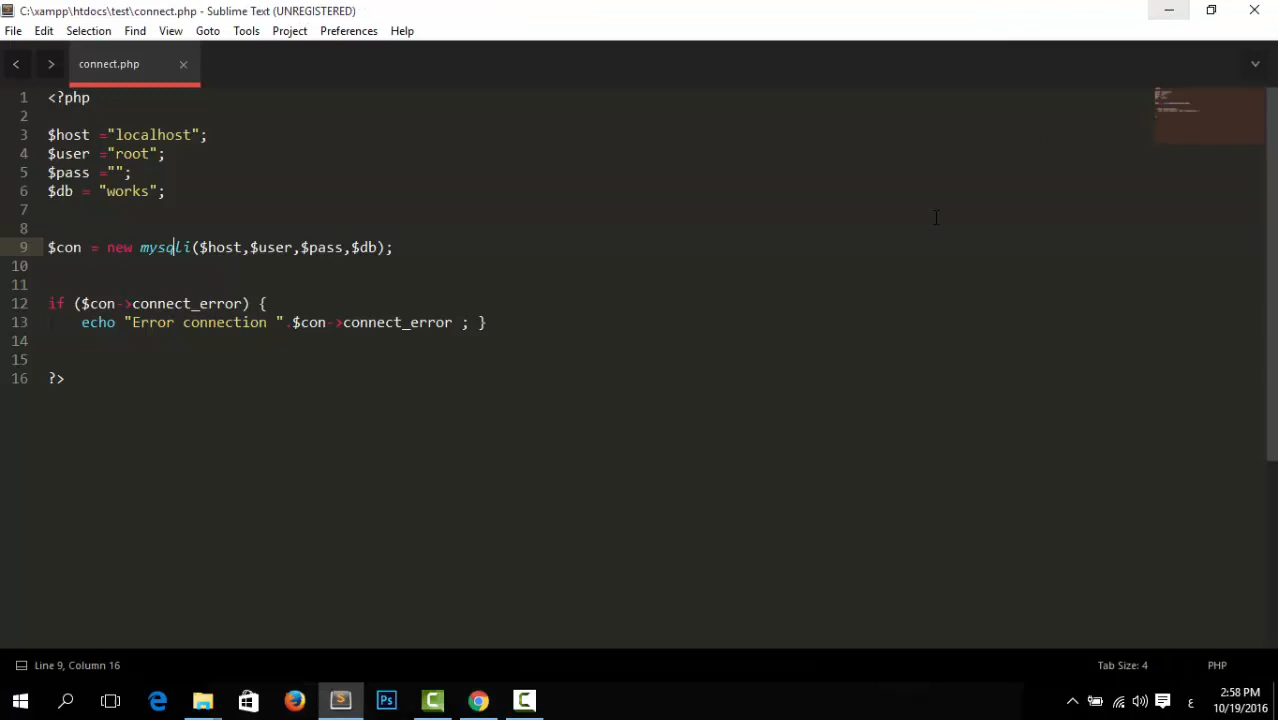 C:\xampp\htdocs\test\connect.php - Sublime Text (UNREGISTERED)
File Edit Selection Find View Goto Tools Project Preferences Help
connect.php
1 <?php
2
3 $host ="localhost";
4 $user ="root";
5 $pass ="";
6 $db = "works";
7
8
9 $con = new mysqli($host,$user,$pass,$db);
10
11
12 if ($con->connect_error) {
13 echo "Error connection ".$con->connect_error ; }
14
15
16 ?>
Line 9, Column 16 Tab Size: 4 PHP
S Ps C C ع 2:58 PM
10/19/2016